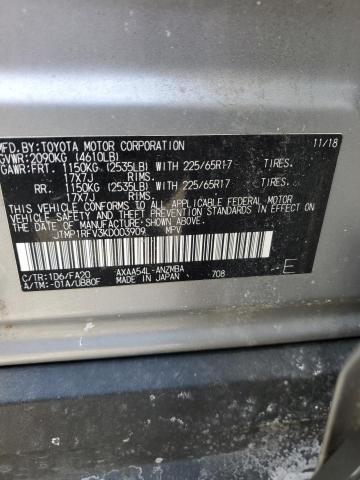 MFD.BY:TOYOTA MOTOR CORPORATION 11/18
GVWR:2090KG (4610LB)
GAWR:FRT. 1150KG (2535LB) WITH 225/65R17
17X7J RIMS. TIRES.
RR. 1150KG (2535LB) WITH 225/65R17
17X7J RIMS. TIRES.
THIS VEHICLE CONFORMS TO ALL APPLICABLE
FEDERAL MOTOR VEHICLE SAFETY AND
BUMPER STANDARDS IN EFFECT ON THE DATE
OF MANUFACTURE SHOWN ABOVE.
JTMP1RFV3KD003909 MPV
C/TR:1D6/FA20 AXAA54L-ANZMBA 708 E
A/TM:-01A/UB80F MADE IN JAPAN